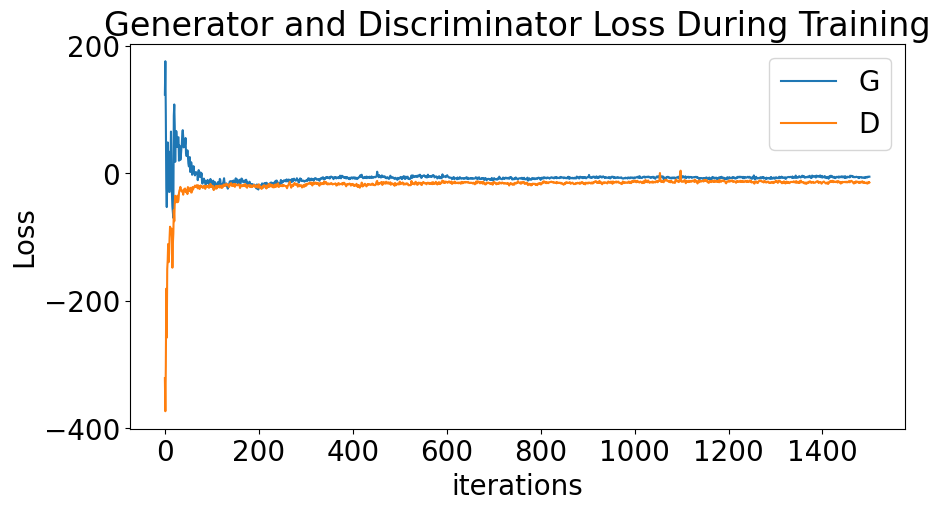 Generator and Discriminator Loss During Training
200
0
−200
−400
Loss
G
D
0 200 400 600 800 1000 1200 1400
iterations